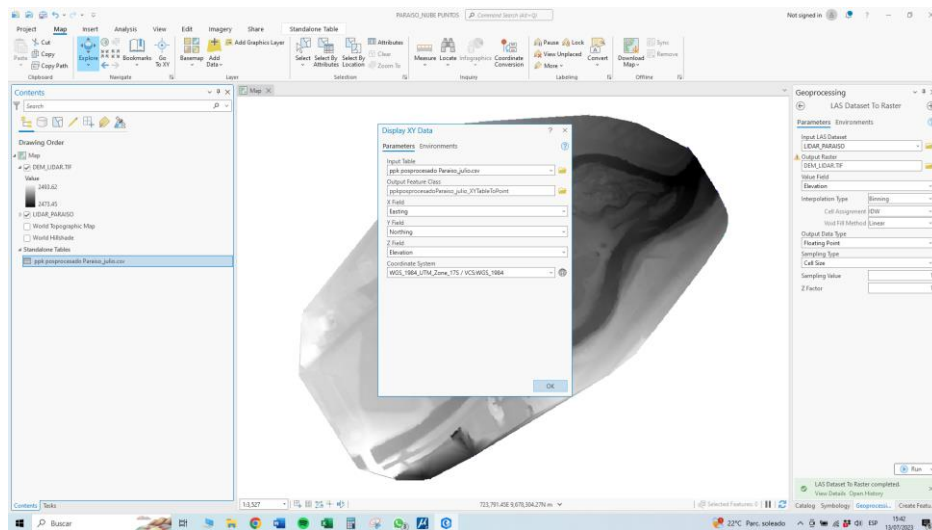 PARAISO_NUBE PUNTOS
Command Search (Alt+Q)
Not signed in
Project Map Insert Analysis View Edit Imagery Share Standalone Table
Cut
Copy
Copy Path
Paste
Explore
Bookmarks
Go To XY
Basemap
Add Data
Add Graphics Layer
Select
Select By Attributes
Select By Location
Attributes
Clear
Zoom To
Measure
Locate
Infographics
Coordinate Conversion
Pause
Lock
View Unplaced
More
Convert
Download Map
Sync
Remove
Clipboard
Navigate
Layer
Selection
Inquiry
Labeling
Offline
Contents
Search
Drawing Order
Map
DEM_LIDAR.TIF
Value
2493.62
2473.45
LIDAR_PARAISO
World Topographic Map
World Hillshade
Standalone Tables
ppk posprocesado Paraiso_julio.csv
Contents Tasks
Map
Display XY Data
Parameters Environments
Input Table
ppk posprocesado Paraiso_julio.csv
Output Feature Class
ppkposprocesadoParaiso_julio_XYTableToPoint
X Field
Easting
Y Field
Northing
Z Field
Elevation
Coordinate System
WGS_1984_UTM_Zone_17S / VCS:WGS_1984
OK
1:3,527
Selected Features: 0
Geoprocessing
LAS Dataset To Raster
Parameters Environments
Input LAS Dataset
LIDAR_PARAISO
Output Raster
DEM_LIDAR.TIF
Value Field
Elevation
Interpolation Type
Binning
Cell Assignment
IDW
Void Fill Method
Linear
Output Data Type
Floating Point
Sampling Type
Cell Size
Sampling Value
Z Factor
Run
LAS Dataset To Raster completed.
View Details Open History
Catalog Symbology Geoprocessi... Create Featu
Buscar
22°C Parc. soleado
ESP
15:42
13/07/2023